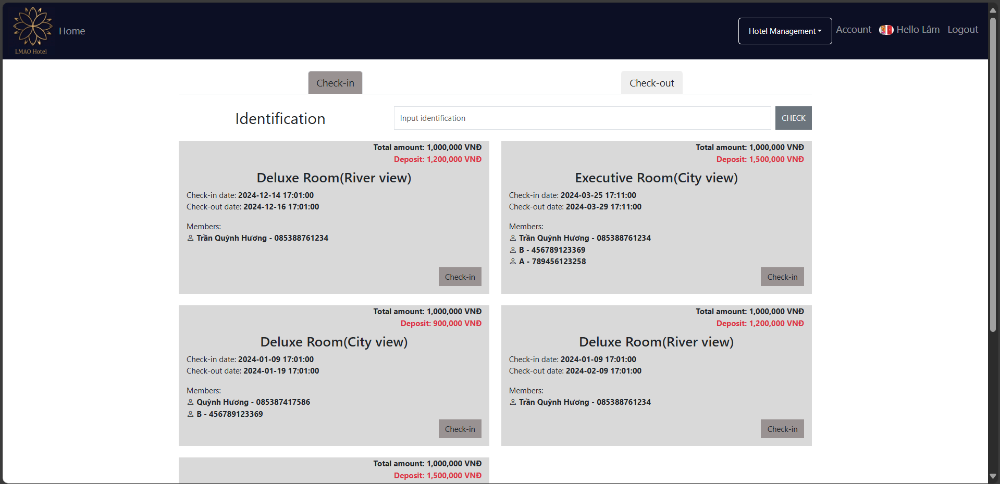 LMAO Hotel
Home
Hotel Management
Account
Hello Lâm
Logout
Check-in
Check-out
Identification
Input identification
CHECK
Total amount: 1,000,000 VNĐ
Deposit: 1,200,000 VNĐ
Deluxe Room(River view)
Check-in date: 2024-12-14 17:01:00
Check-out date: 2024-12-16 17:01:00
Members:
Trần Quỳnh Hương - 085388761234
Check-in
Total amount: 1,000,000 VNĐ
Deposit: 1,500,000 VNĐ
Executive Room(City view)
Check-in date: 2024-03-25 17:11:00
Check-out date: 2024-03-29 17:11:00
Members:
Trần Quỳnh Hương - 085388761234
B - 456789123369
A - 789456123258
Check-in
Total amount: 1,000,000 VNĐ
Deposit: 900,000 VNĐ
Deluxe Room(City view)
Check-in date: 2024-01-09 17:01:00
Check-out date: 2024-01-19 17:01:00
Members:
Quỳnh Hương - 085387417586
B - 456789123369
Check-in
Total amount: 1,000,000 VNĐ
Deposit: 1,200,000 VNĐ
Deluxe Room(River view)
Check-in date: 2024-01-09 17:01:00
Check-out date: 2024-02-09 17:01:00
Members:
Trần Quỳnh Hương - 085388761234
Check-in
Total amount: 1,000,000 VNĐ
Deposit: 1,500,000 VNĐ